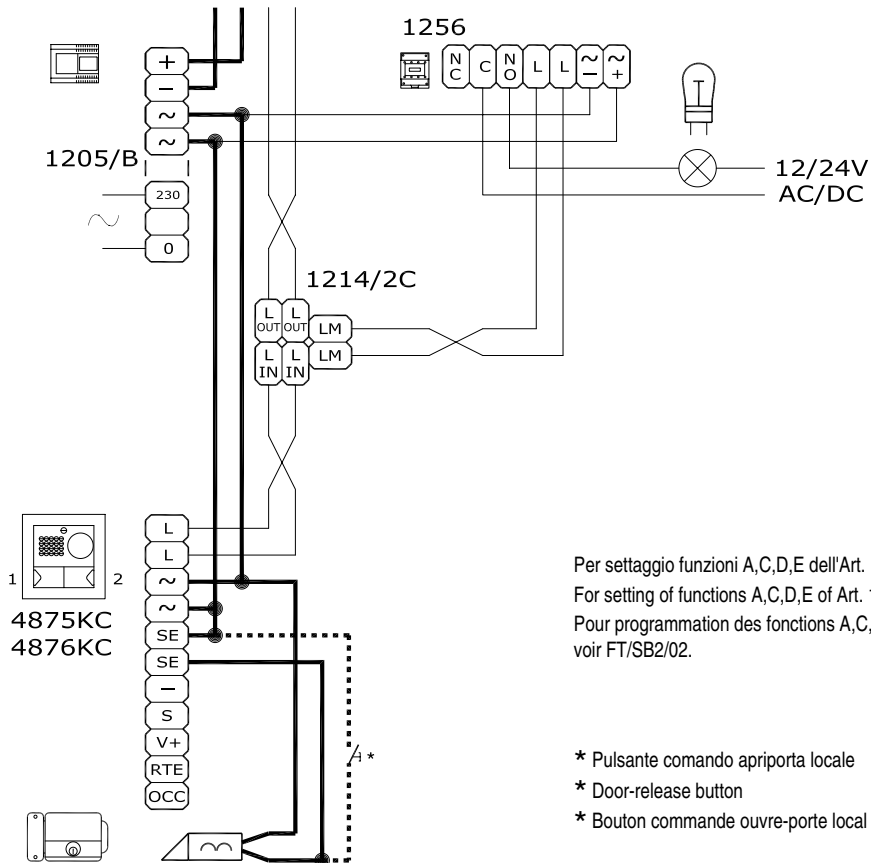 1256
NC C NO L L ~- ~+
+
-
~
~
1205/B
230
~
0
12/24V
AC/DC
1214/2C
L OUT L OUT LM
L IN L IN LM
1 2
4875KC
4876KC
L
L
~
~
SE
SE
-
S
V+
RTE
OCC
*
Per settaggio funzioni A,C,D,E dell'Art.
For setting of functions A,C,D,E of Art.
Pour programmation des fonctions A,C,
voir FT/SB2/02.
* Pulsante comando apriporta locale
* Door-release button
* Bouton commande ouvre-porte local